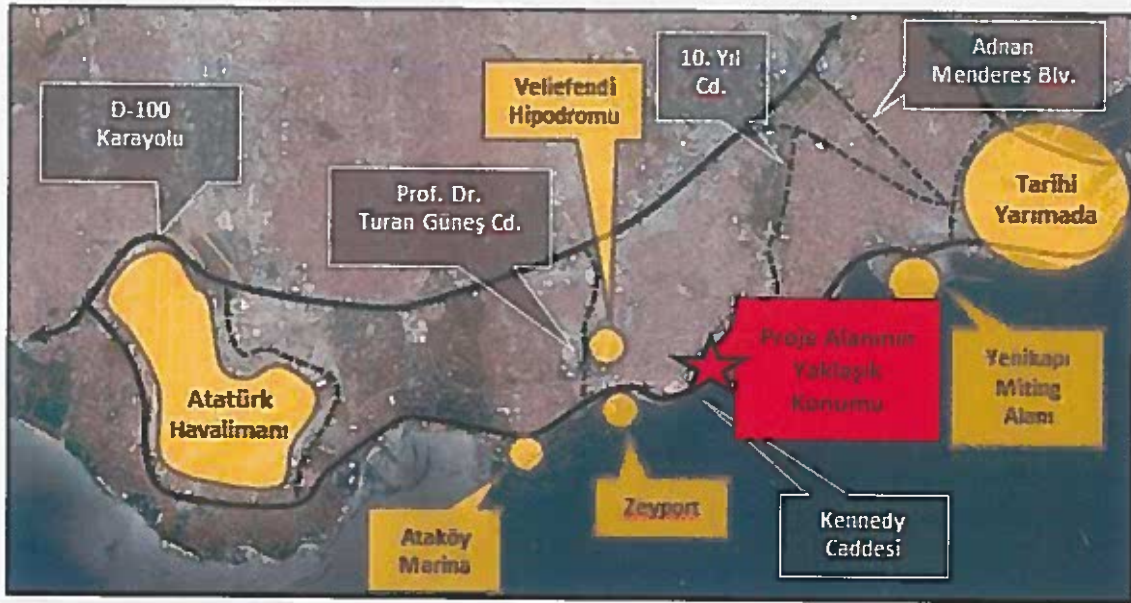 D-100
Karayolu
Prof. Dr.
Turan Güneş Cd.
Veliefendi
Hipodromu
10. Yıl
Cd.
Adnan
Menderes Blv.
Tarihi
Yarımada
Atatürk
Havalimanı
Ataköy
Marina
Zeyport
Proje Alanının
Yaklaşık
Konumu
Kennedy
Caddesi
Yenikapı
Miting
Alanı